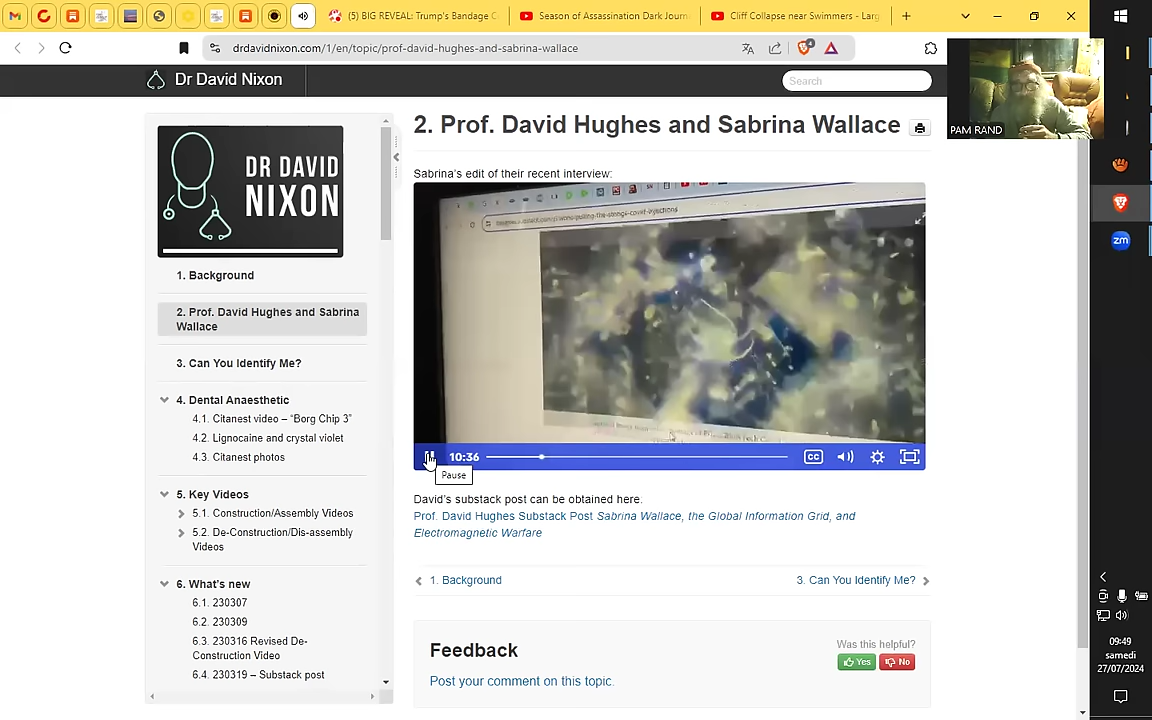 (5) BIG REVEAL: Trump's Bandage C
Season of Assassination Dark Journ
Cliff Collapse near Swimmers - Larg
drdavidnixon.com/1/en/topic/prof-david-hughes-and-sabrina-wallace
Dr David Nixon
Search
PAM RAND
DR DAVID
NIXON
1. Background
2. Prof. David Hughes and Sabrina
Wallace
3. Can You Identify Me?
4. Dental Anaesthetic
4.1. Citanest video – “Borg Chip 3”
4.2. Lignocaine and crystal violet
4.3. Citanest photos
5. Key Videos
5.1. Construction/Assembly Videos
5.2. De-Construction/Dis-assembly
Videos
6. What's new
6.1. 230307
6.2. 230309
6.3. 230316 Revised De-
Construction Video
6.4. 230319 – Substack post
2. Prof. David Hughes and Sabrina Wallace
Sabrina's edit of their recent interview:
10:36
CC
Pause
David's substack post can be obtained here:
Prof. David Hughes Substack Post Sabrina Wallace, the Global Information Grid, and
Electromagnetic Warfare
1. Background
3. Can You Identify Me?
Feedback
Was this helpful?
Yes
No
Post your comment on this topic.
zm
09:49
samedi
27/07/2024